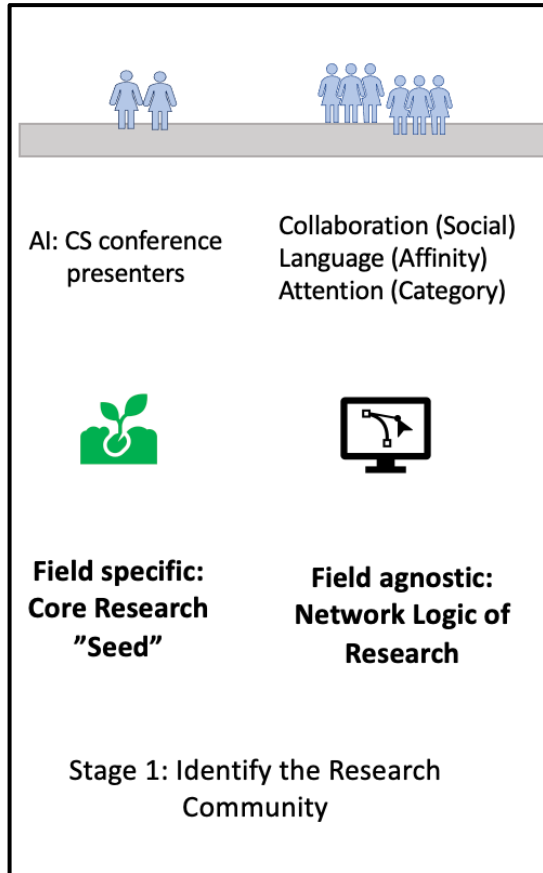 AI: CS conference
presenters
Collaboration (Social)
Language (Affinity)
Attention (Category)
Field specific:
Core Research
”Seed”
Field agnostic:
Network Logic of
Research
Stage 1: Identify the Research
Community